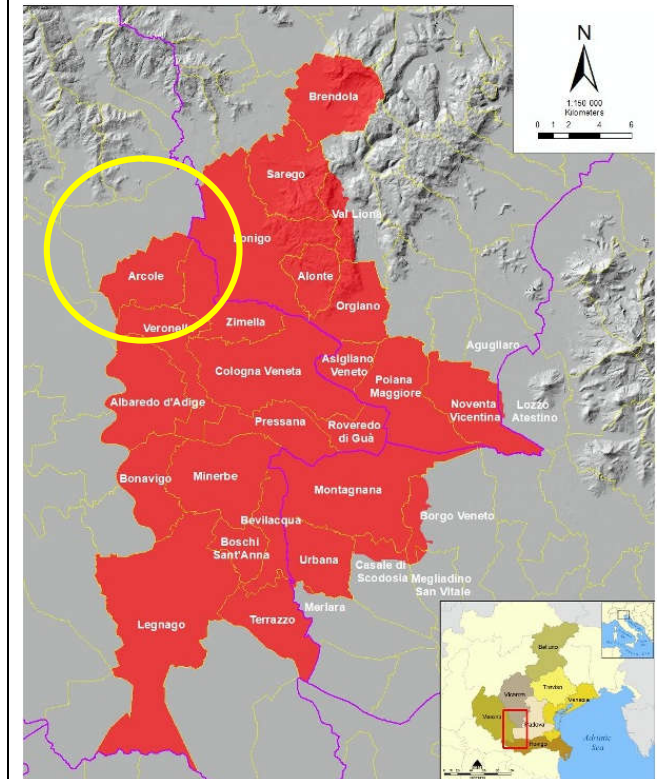 N
1:150 000
Kilometers
0 1 2 4 6
Brendola
Sarego
Val Liona
Lonigo
Arcole
Alonte
Orgiano
Veronella
Zimella
Agugliaro
Asigliano
Veneto
Cologna Veneta
Poiana
Maggiore
Albaredo d'Adige
Noventa
Vicentina
Lozzo
Atestino
Pressana
Roveredo
di Guà
Bonavigo
Minerbe
Montagnana
Bevilacqua
Borgo Veneto
Boschi
Sant'Anna
Urbana
Casale di
Scodosia
Megliadino
San Vitale
Merlara
Legnago
Terrazzo
Belluno
Vicenza
Treviso
Venezia
Verona
Padova
Rovigo
Adriatic
Sea